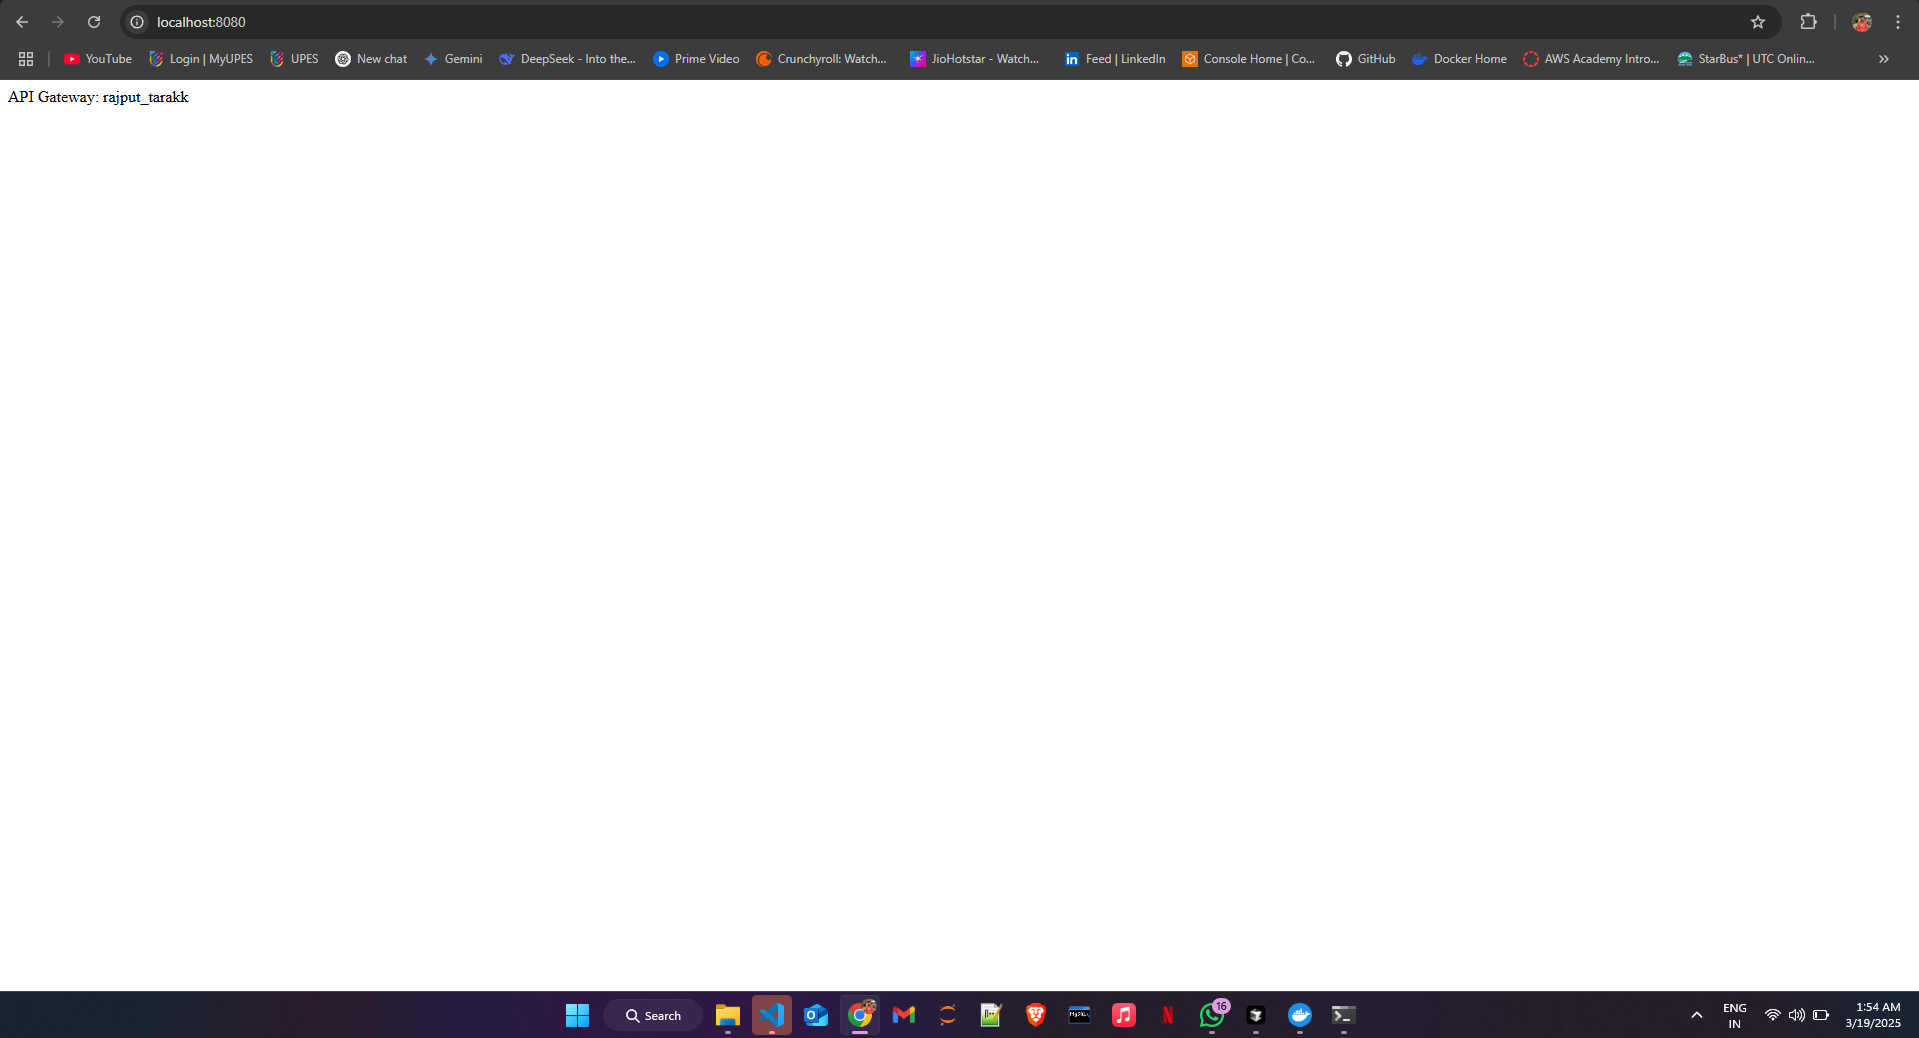 localhost:8080
YouTube
Login | MyUPES
UPES
New chat
Gemini
DeepSeek - Into the...
Prime Video
Crunchyroll: Watch...
JioHotstar - Watch...
Feed | LinkedIn
Console Home | Co...
GitHub
Docker Home
AWS Academy Intro...
StarBus* | UTC Onlin...
API Gateway: rajput_tarakk
Search
16
ENG
IN
1:54 AM
3/19/2025